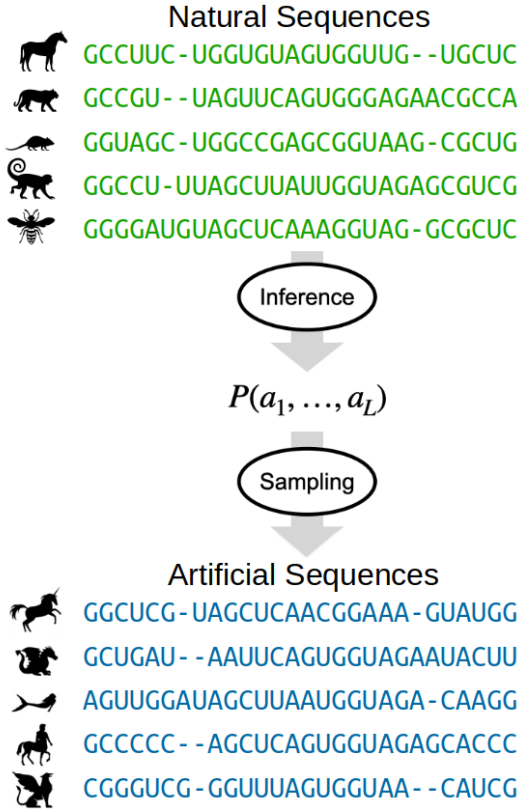 Natural Sequences
GCCUUC-UGGUGUAGUGGUUG--UGCUC
GCCGU--UAGUUCAGUGGGAGAACGCCA
GGUAGC-UGGCCGAGCGGUAAG-CGCUG
GGCCU-UUAGCUUAUUGGUAGAGCGUCG
GGGGAUGUAGCUCAAAGGUAG-GCGCUC
Inference
P(a₁, …, a_L)
Sampling
Artificial Sequences
GGCUCG-UAGCUCAACGGAAA-GUAUGG
GCUGAU--AAUUCAGUGGUAGAAUACUU
AGUUGGAUAGCUUAAUGGUAGA-CAAGG
GCCCCC--AGCUCAGUGGUAGAGCACCC
CGGGUCG-GGUUUAGUGGUAA--CAUCG